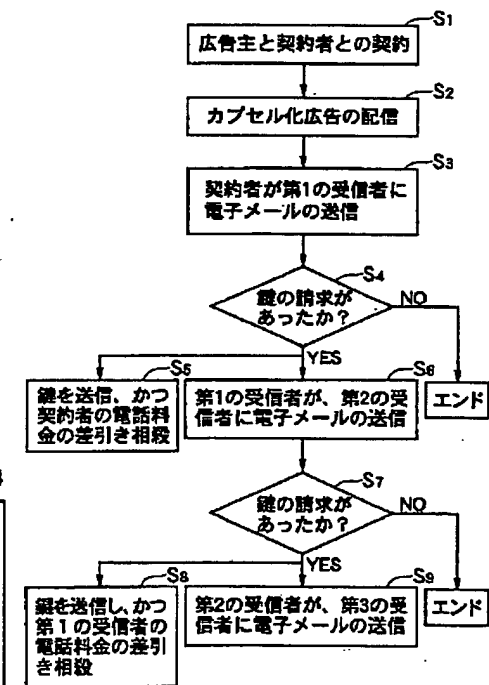 S1
広告主と契約者との契約
S2
カプセル化広告の配信
S3
契約者が第1の受信者に
電子メールの送信
S4
鍵の請求が
あったか?
NO
YES
S5
鍵を送信、かつ
契約者の電話料
金の差引き相殺
S6
第1の受信者が、第2の受
信者に電子メールの送信
エンド
S7
鍵の請求が
あったか?
NO
YES
S8
鍵を送信し、かつ
第1の受信者の
電話料金の差引
き相殺
S9
第2の受信者が、第3の受
信者に電子メールの送信
エンド